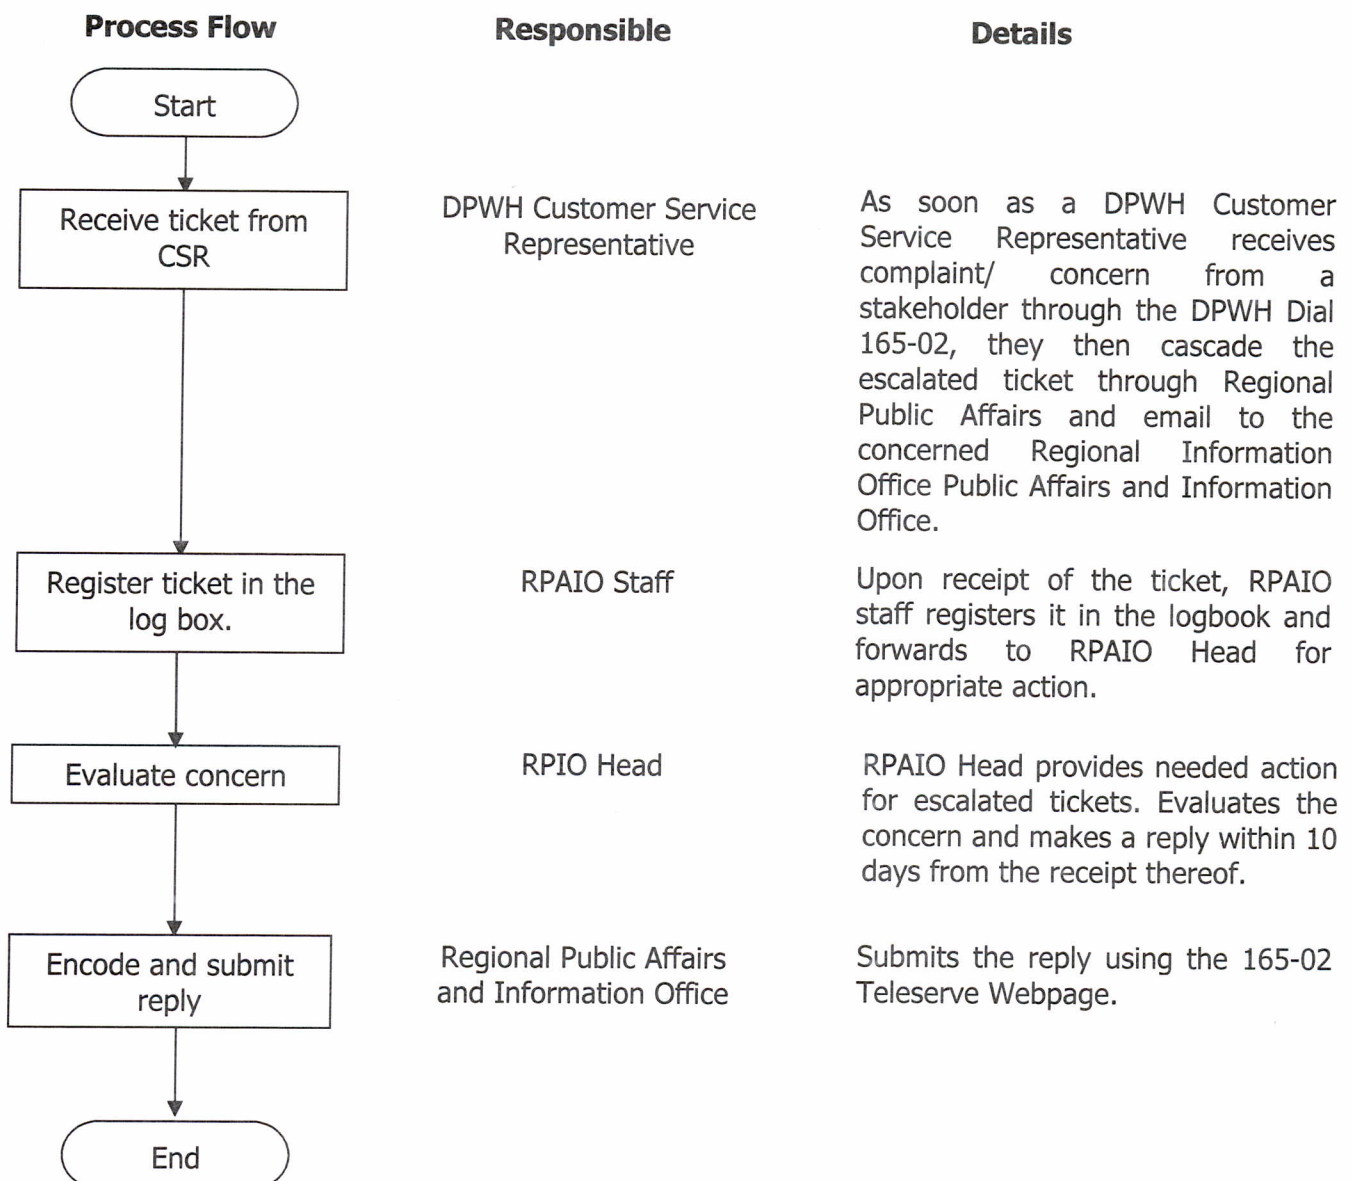 Process Flow
Responsible
Details
Start
Receive ticket from
CSR
DPWH Customer Service
Representative
As soon as a DPWH Customer
Service Representative receives
complaint/ concern from a
stakeholder through the DPWH Dial
165-02, they then cascade the
escalated ticket through Regional
Public Affairs and email to the
concerned Regional Information
Office Public Affairs and Information
Office.
Register ticket in the
log box.
RPAIO Staff
Upon receipt of the ticket, RPAIO
staff registers it in the logbook and
forwards to RPAIO Head for
appropriate action.
Evaluate concern
RPIO Head
RPAIO Head provides needed action
for escalated tickets. Evaluates the
concern and makes a reply within 10
days from the receipt thereof.
Encode and submit
reply
Regional Public Affairs
and Information Office
Submits the reply using the 165-02
Teleserve Webpage.
End